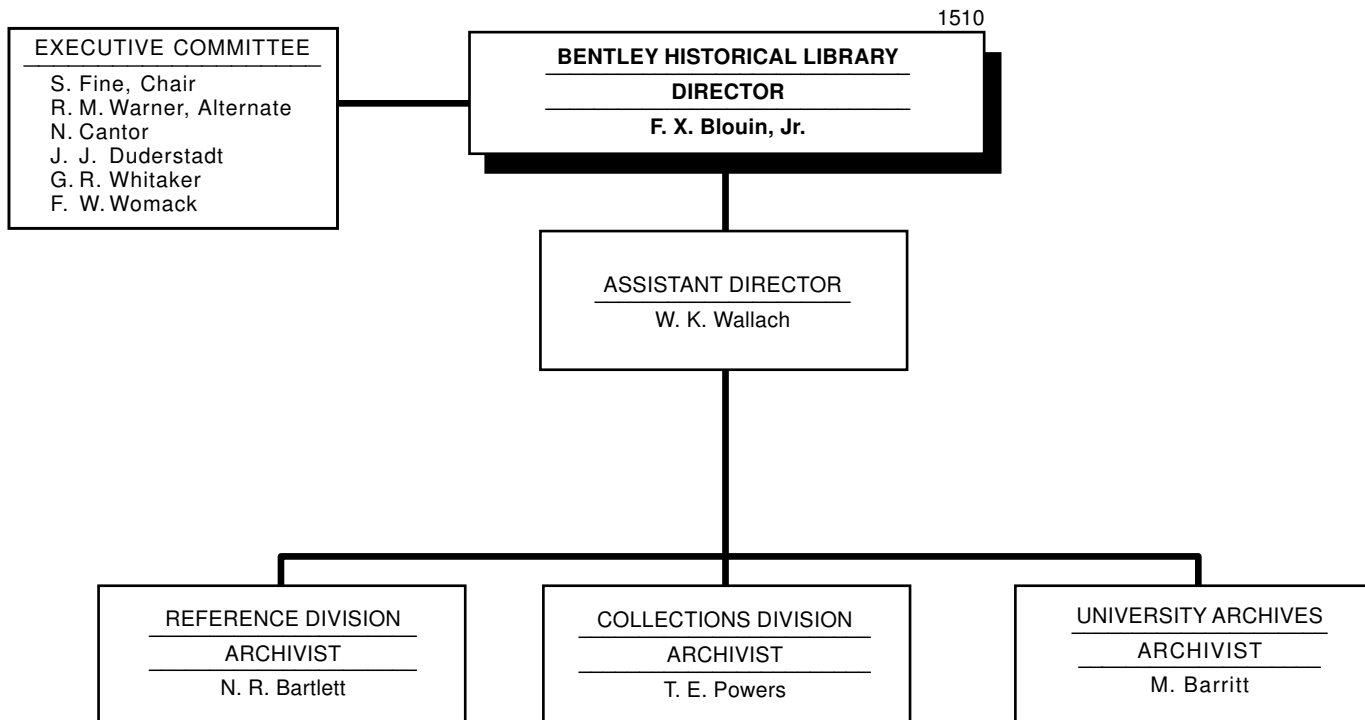 1510
EXECUTIVE COMMITTEE
S. Fine, Chair
R. M. Warner, Alternate
N. Cantor
J. J. Duderstadt
G. R. Whitaker
F. W. Womack
BENTLEY HISTORICAL LIBRARY
DIRECTOR
F. X. Blouin, Jr.
ASSISTANT DIRECTOR
W. K. Wallach
REFERENCE DIVISION
ARCHIVIST
N. R. Bartlett
COLLECTIONS DIVISION
ARCHIVIST
T. E. Powers
UNIVERSITY ARCHIVES
ARCHIVIST
M. Barritt